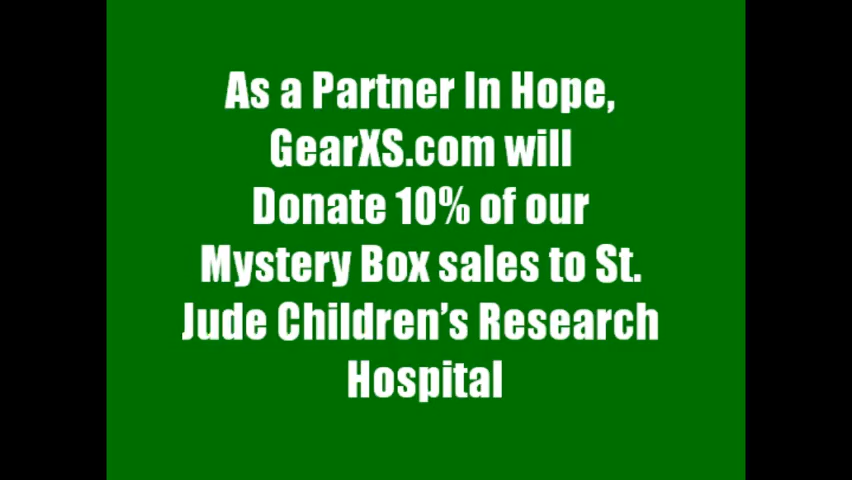 As a Partner In Hope,
GearXS.com will
Donate 10% of our
Mystery Box sales to St.
Jude Children’s Research
Hospital